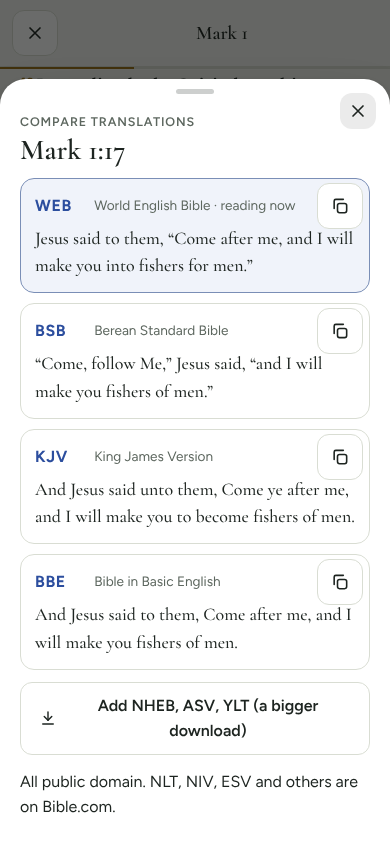 Mark 1
COMPARE TRANSLATIONS
Mark 1:17
WEB World English Bible · reading now
Jesus said to them, “Come after me, and I will
make you into fishers for men.”
BSB Berean Standard Bible
“Come, follow Me,” Jesus said, “and I will
make you fishers of men.”
KJV King James Version
And Jesus said unto them, Come ye after me,
and I will make you to become fishers of men.
BBE Bible in Basic English
And Jesus said to them, Come after me, and I
will make you fishers of men.
Add NHEB, ASV, YLT (a bigger
download)
All public domain. NLT, NIV, ESV and others are
on Bible.com.